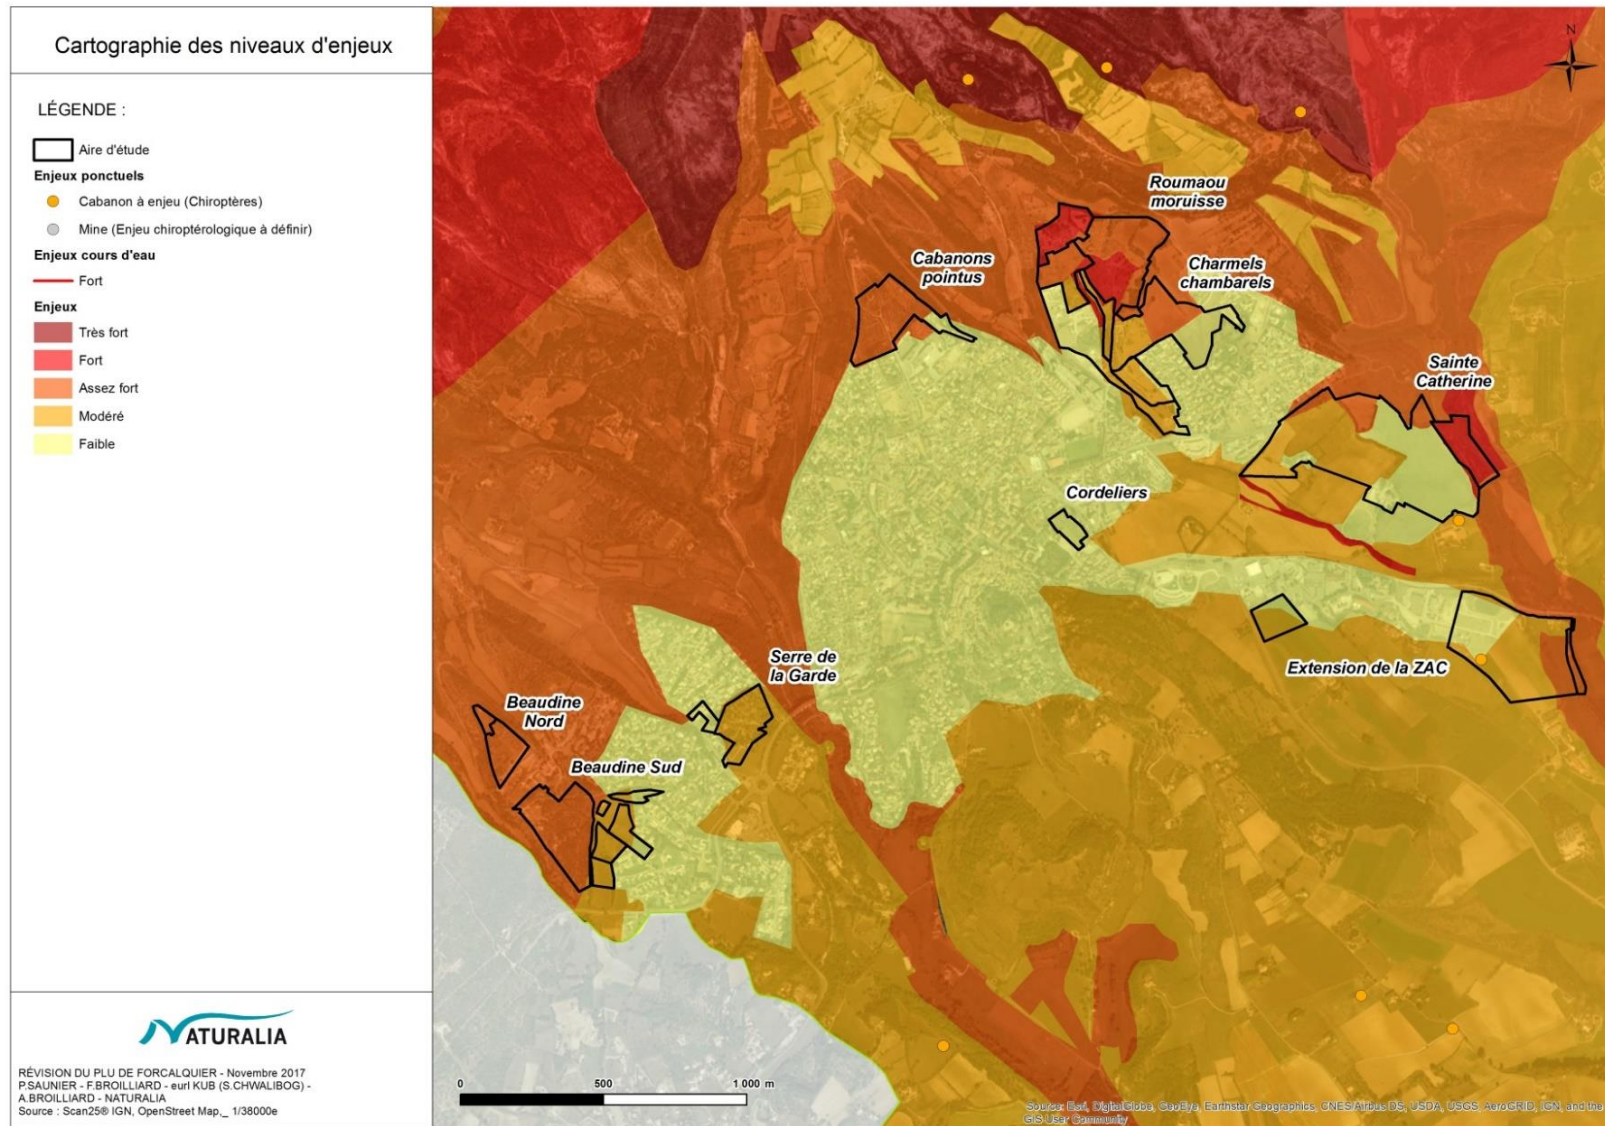 Cartographie des niveaux d'enjeux
LÉGENDE :
Aire d'étude
Enjeux ponctuels
Cabanon à enjeu (Chiroptères)
Mine (Enjeu chiroptérologique à définir)
Enjeux cours d'eau
Fort
Enjeux
Très fort
Fort
Assez fort
Modéré
Faible
NATURALIA
RÉVISION DU PLU DE FORCALQUIER - Novembre 2017
P.SAUNIER - F.BROILLIARD - eurl KUB (S.CHWALIBOG) -
A.BROILLIARD - NATURALIA
Source : Scan25® IGN, OpenStreet Map,_ 1/38000e
N
Roumaou
moruisse
Cabanons
pointus
Charmels
chambarels
Sainte
Catherine
Cordeliers
Serre de
la Garde
Extension de la ZAC
Beaudine
Nord
Beaudine Sud
0 500 1 000 m
Source: Esri, DigitalGlobe, GeoEye, Earthstar Geographics, CNES/Airbus DS, USDA, USGS, AeroGRID, IGN, and the
GIS User Community